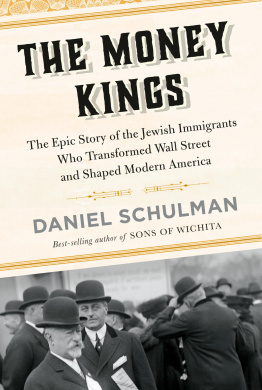 THE MONEY
KINGS
The Epic Story of the Jewish Immigrants
Who Transformed Wall Street
and Shaped Modern America
DANIEL SCHULMAN
Best-selling author of SONS OF WICHITA